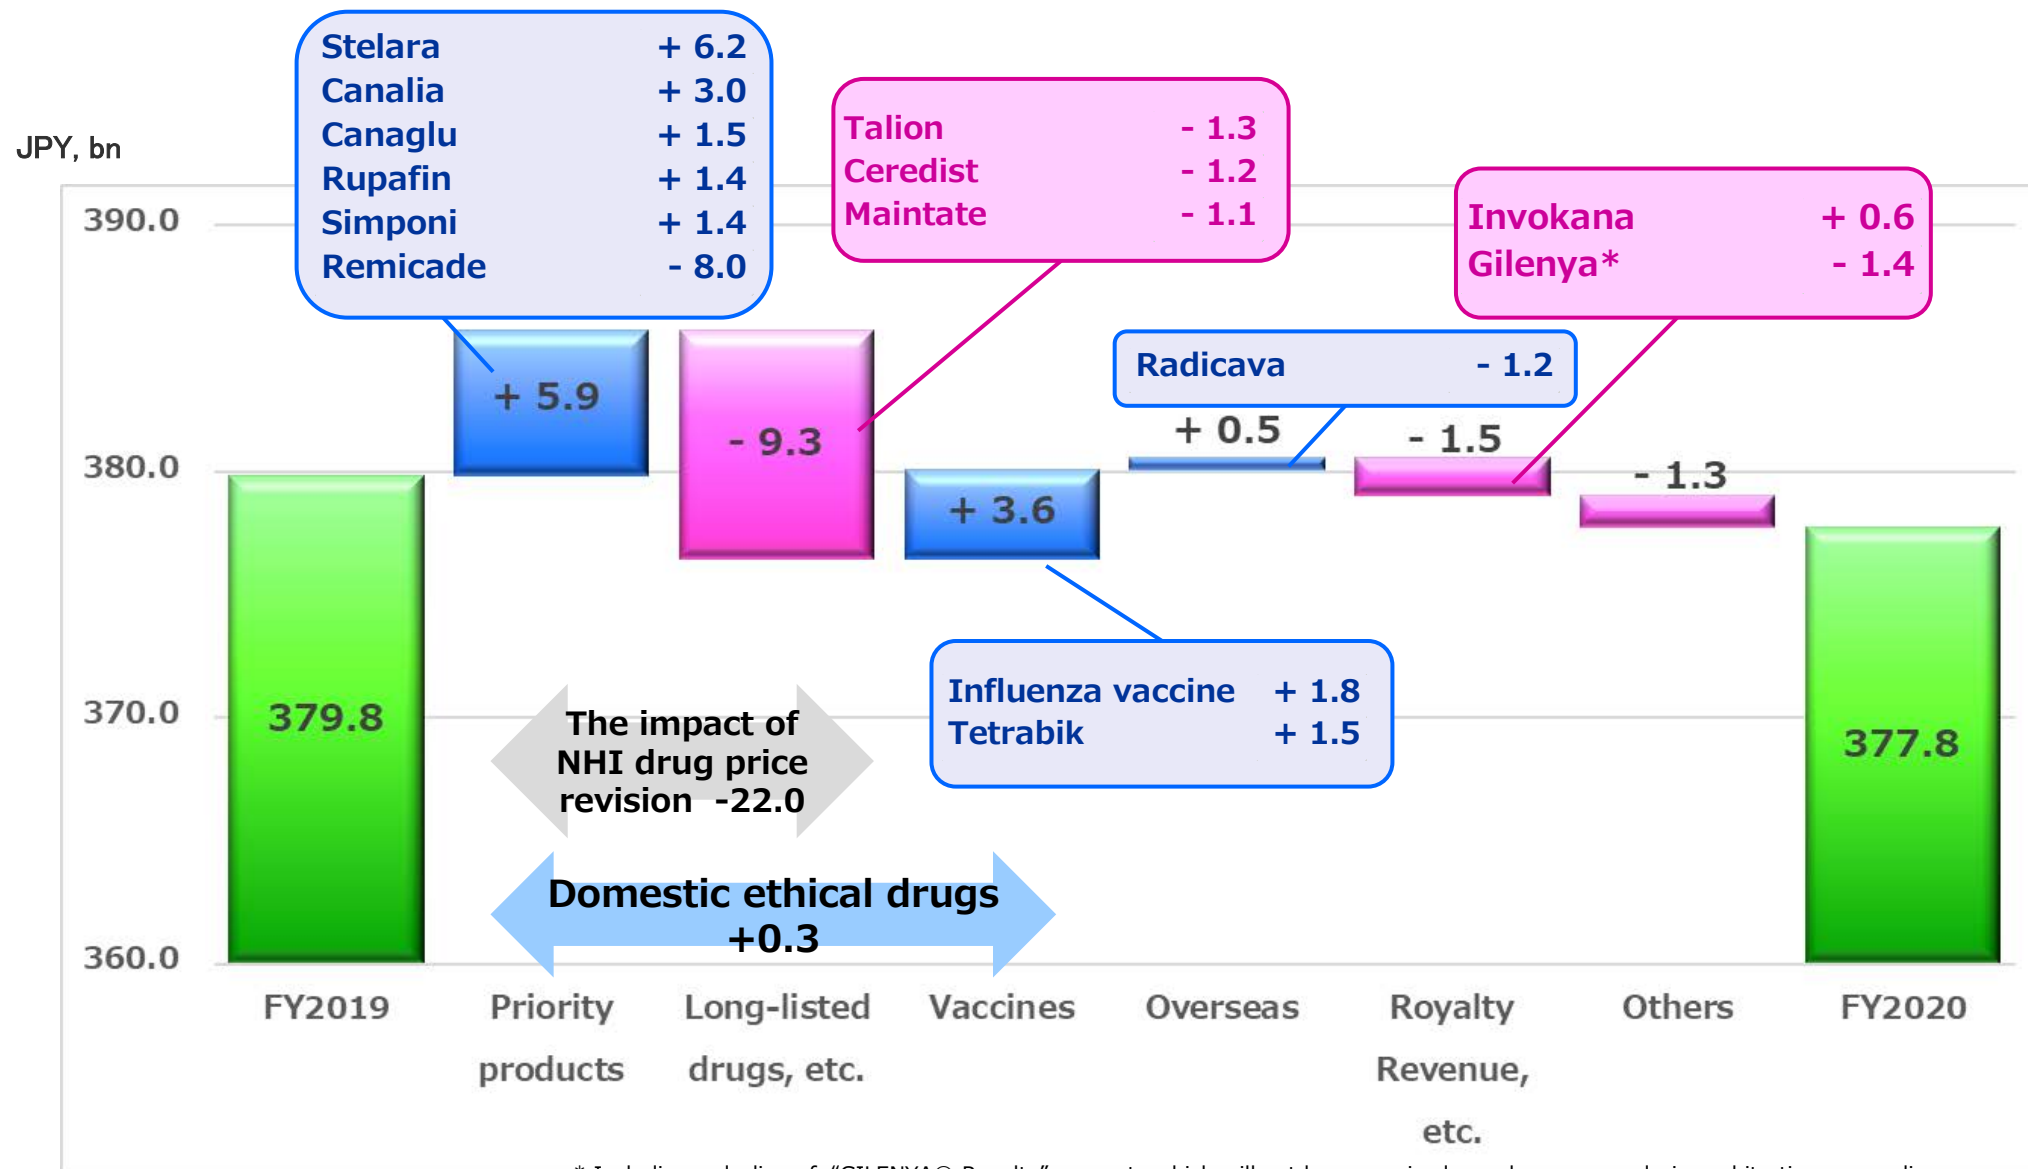 Stelara + 6.2
Canalia + 3.0
Canaglu + 1.5
Rupafin + 1.4
Simponi + 1.4
Remicade - 8.0
Talion - 1.3
Ceredist - 1.2
Maintate - 1.1
Invokana + 0.6
Gilenya* - 1.4
Radicava - 1.2
JPY, bn
390.0
380.0
370.0
360.0
+ 5.9
- 9.3
+ 3.6
+ 0.5
- 1.5
- 1.3
379.8
377.8
Influenza vaccine + 1.8
Tetrabik + 1.5
The impact of
NHI drug price
revision -22.0
Domestic ethical drugs
+0.3
FY2019
Priority
products
Long-listed
drugs, etc.
Vaccines
Overseas
Royalty
Revenue,
etc.
Others
FY2020